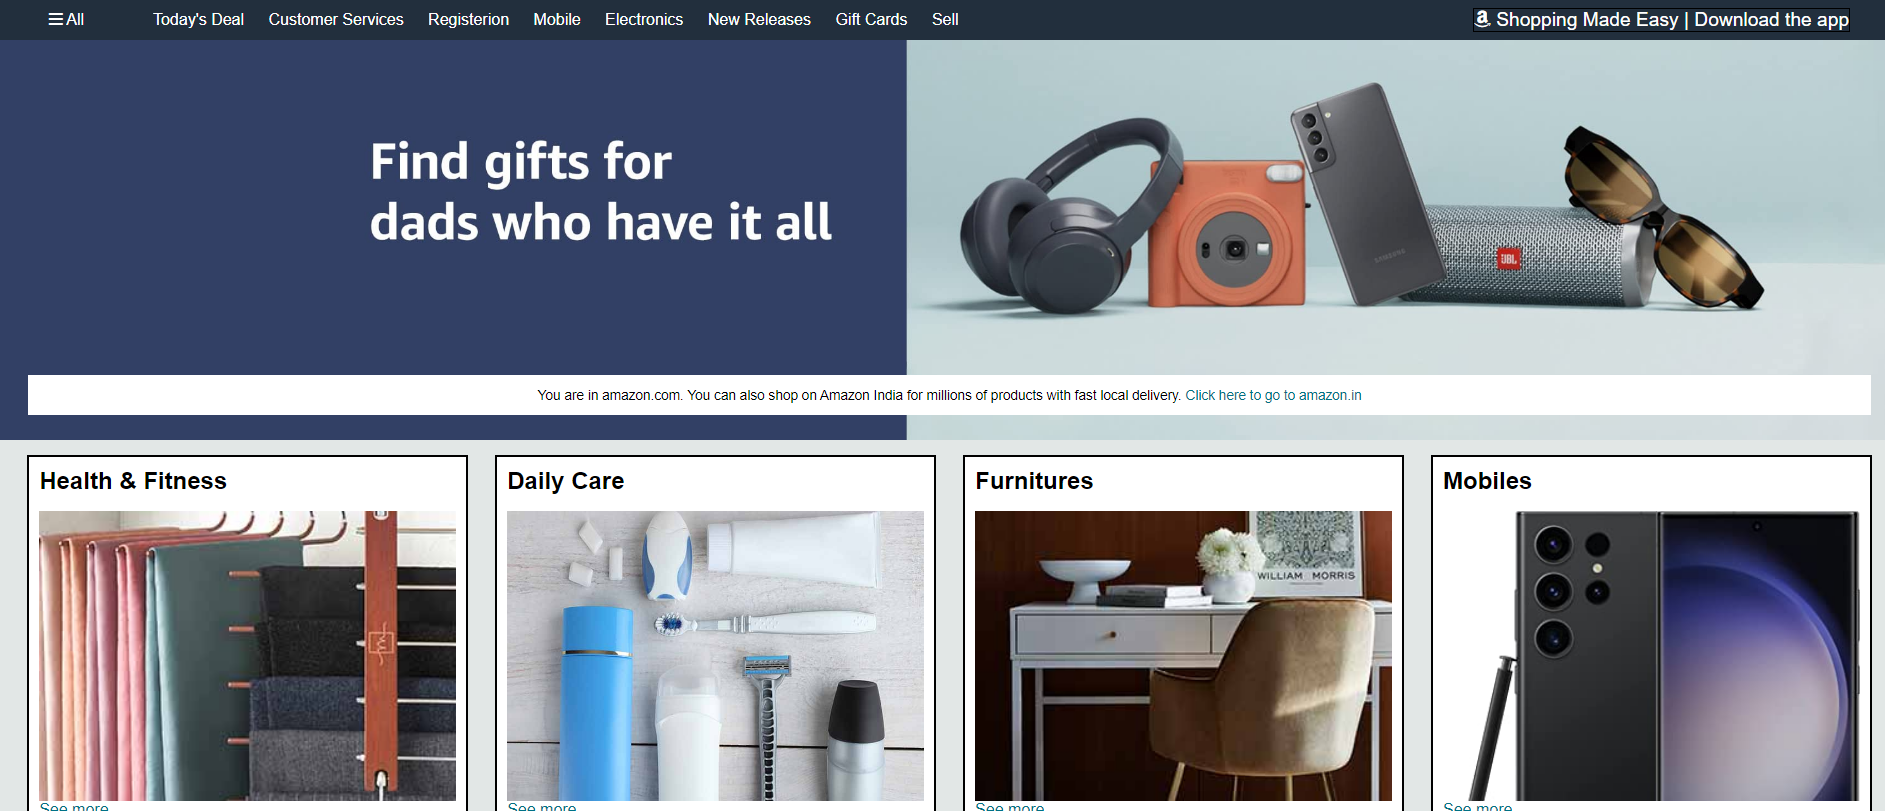 All
Today's Deal
Customer Services
Registerion
Mobile
Electronics
New Releases
Gift Cards
Sell
Shopping Made Easy | Download the app
Find gifts for
dads who have it all
SAMSUNG
JBL
You are in amazon.com. You can also shop on Amazon India for millions of products with fast local delivery. Click here to go to amazon.in
Health & Fitness
Daily Care
Furnitures
Mobiles
WILLIAM MORRIS
See more
See more
See more
See more